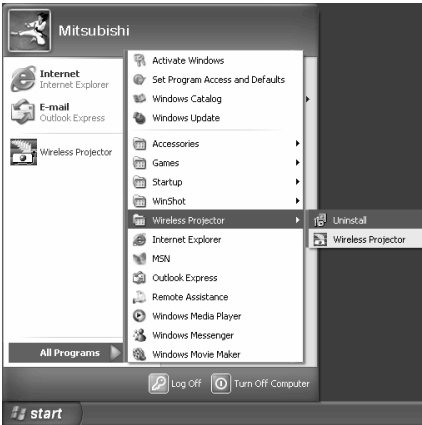 Mitsubishi
Internet
Internet Explorer
E-mail
Outlook Express
Wireless Projector
All Programs
Activate Windows
Set Program Access and Defaults
Windows Catalog
Windows Update
Accessories
Games
Startup
WinShot
Wireless Projector
Internet Explorer
MSN
Outlook Express
Remote Assistance
Windows Media Player
Windows Messenger
Windows Movie Maker
Uninstall
Wireless Projector
Log Off
Turn Off Computer
start